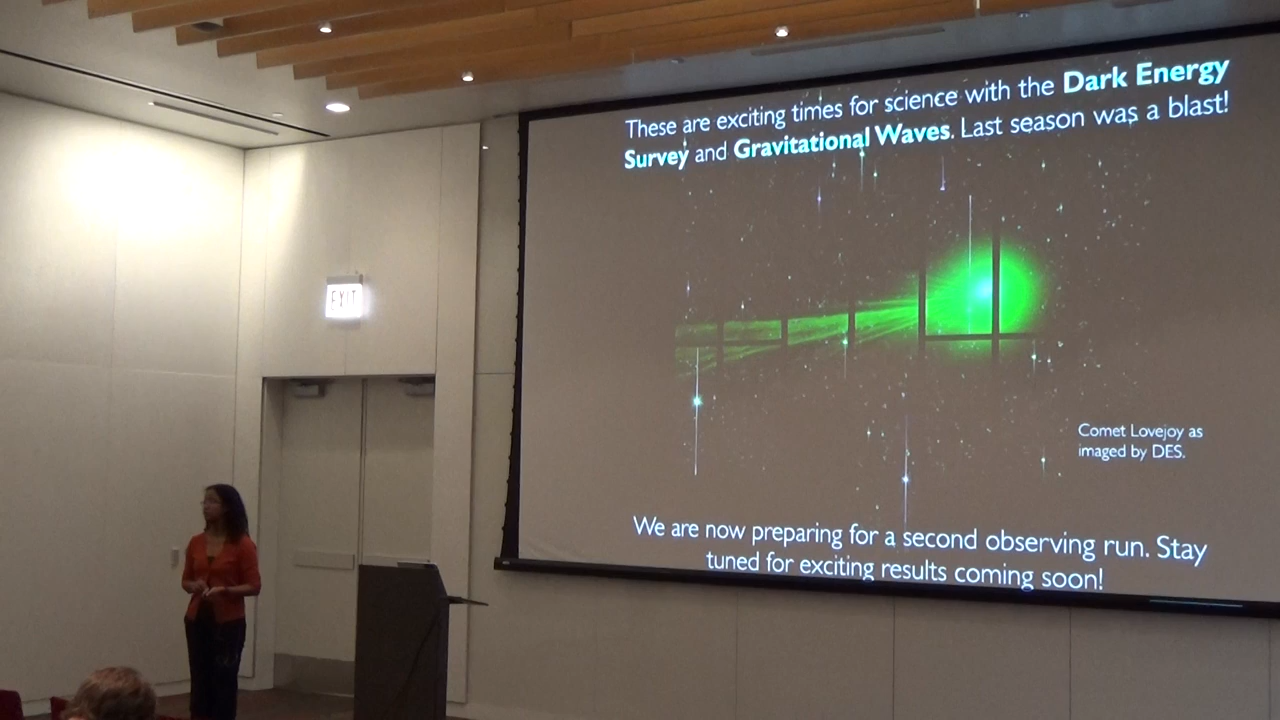 These are exciting times for science with the Dark Energy
Survey and Gravitational Waves. Last season was a blast!
EXIT
Comet Lovejoy as
imaged by DES.
We are now preparing for a second observing run. Stay
tuned for exciting results coming soon!